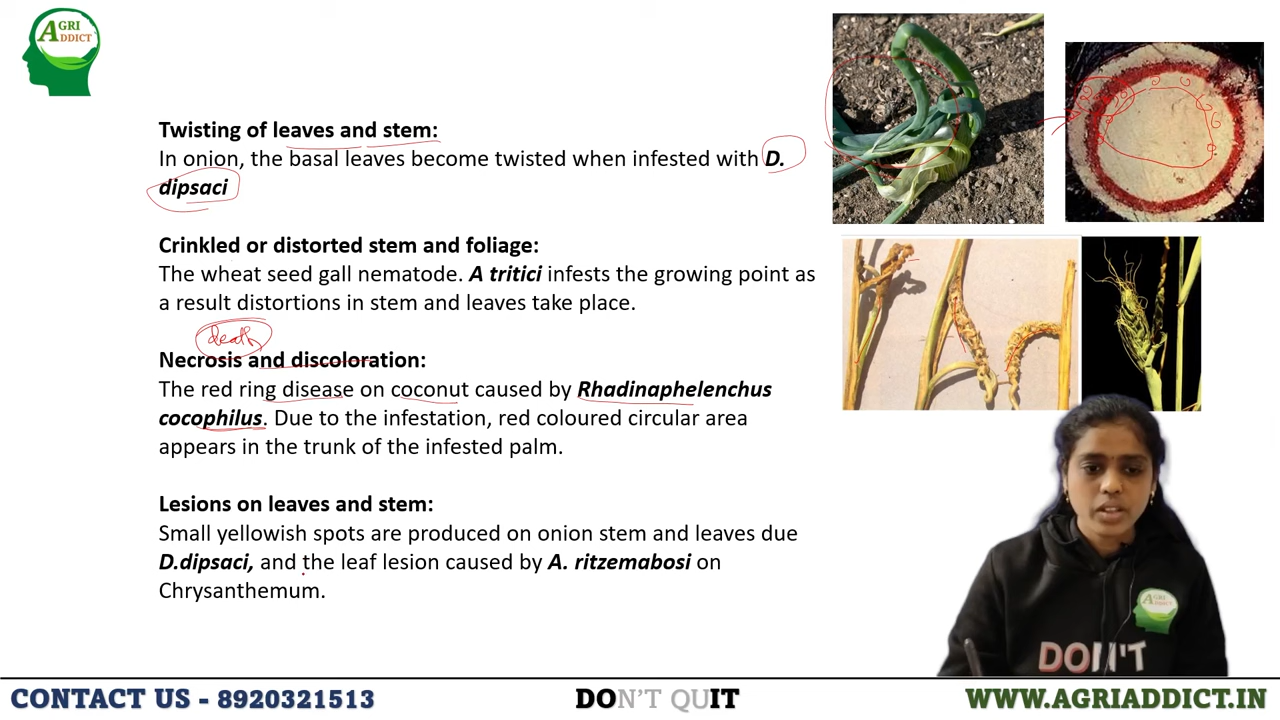 AGRI
ADDICT
Twisting of leaves and stem:
In onion, the basal leaves become twisted when infested with D.
dipsaci
Crinkled or distorted stem and foliage:
The wheat seed gall nematode. A tritici infests the growing point as
a result distortions in stem and leaves take place.
death
Necrosis and discoloration:
The red ring disease on coconut caused by Rhadinaphelenchus
cocophilus. Due to the infestation, red coloured circular area
appears in the trunk of the infested palm.
Lesions on leaves and stem:
Small yellowish spots are produced on onion stem and leaves due
D.dipsaci, and the leaf lesion caused by A. ritzemabosi on
Chrysanthemum.
AGRI
ADDICT
DON'T
CONTACT US - 8920321513
DON'T QUIT
WWW.AGRIADDICT.IN